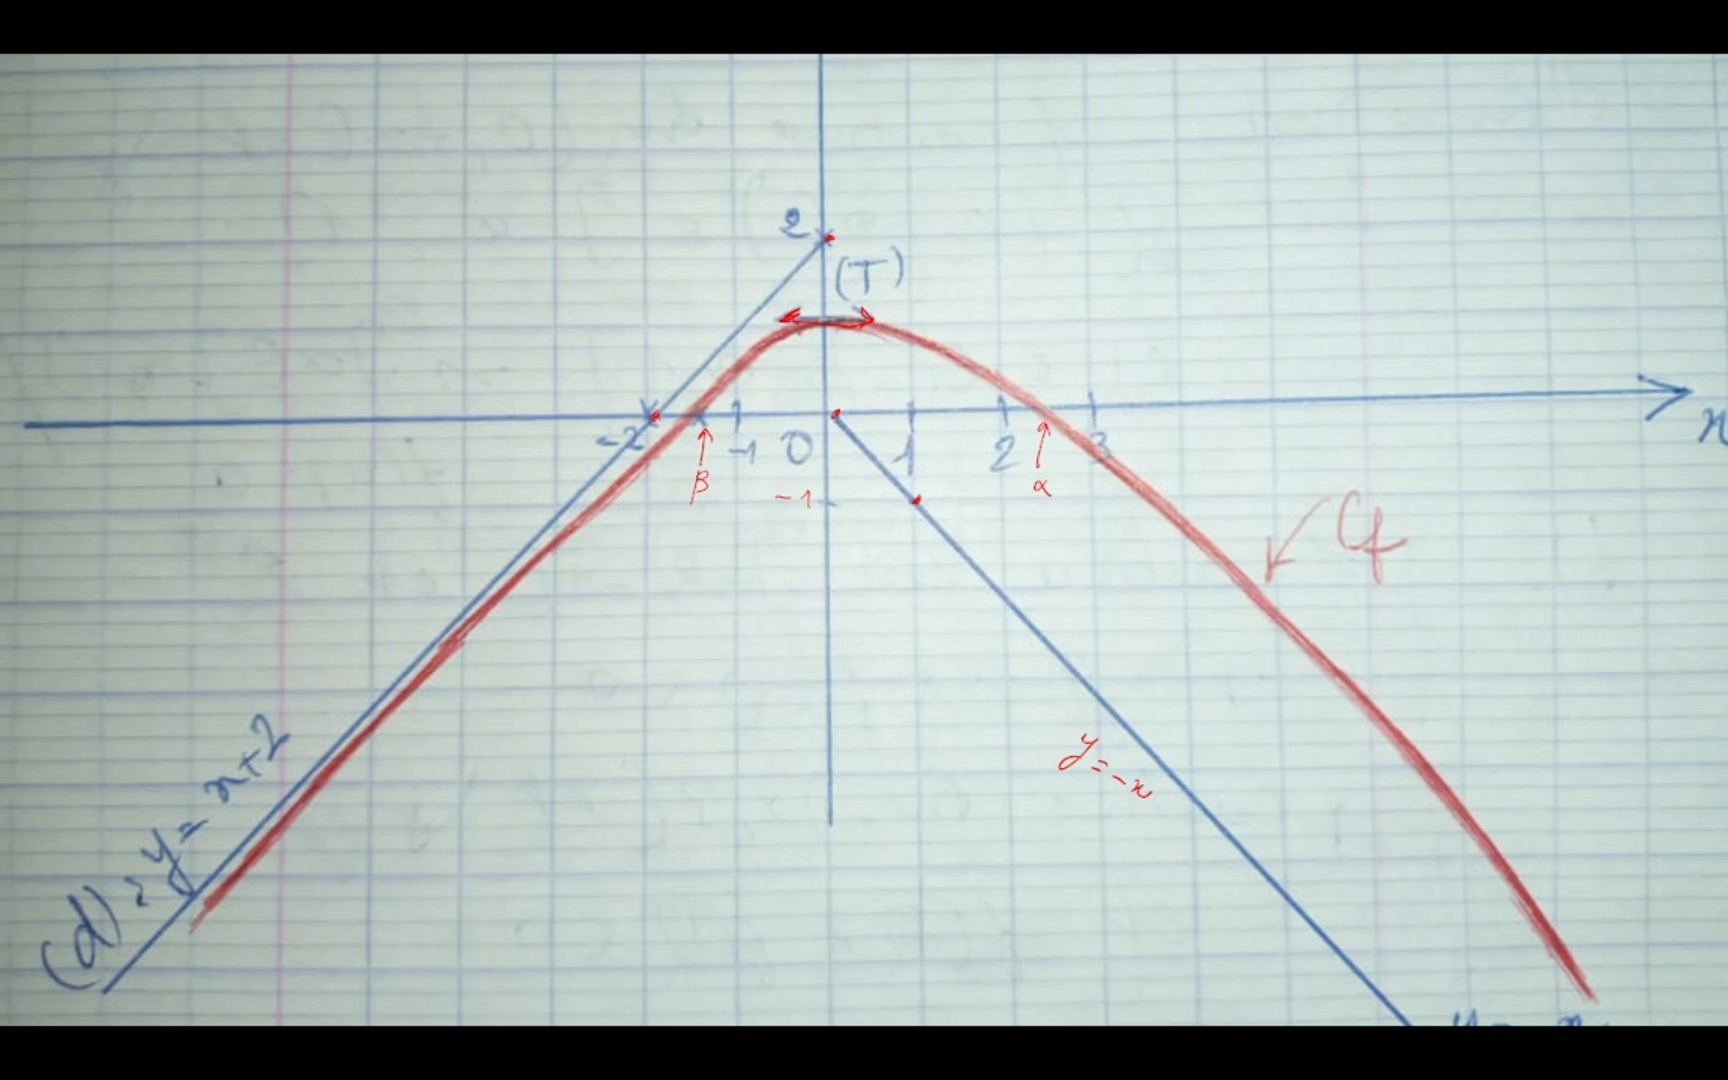 2
(T)
-2
-1
0
1
2
3
x
β
-1
α
Cf
(d) : y = x+2
y = -x